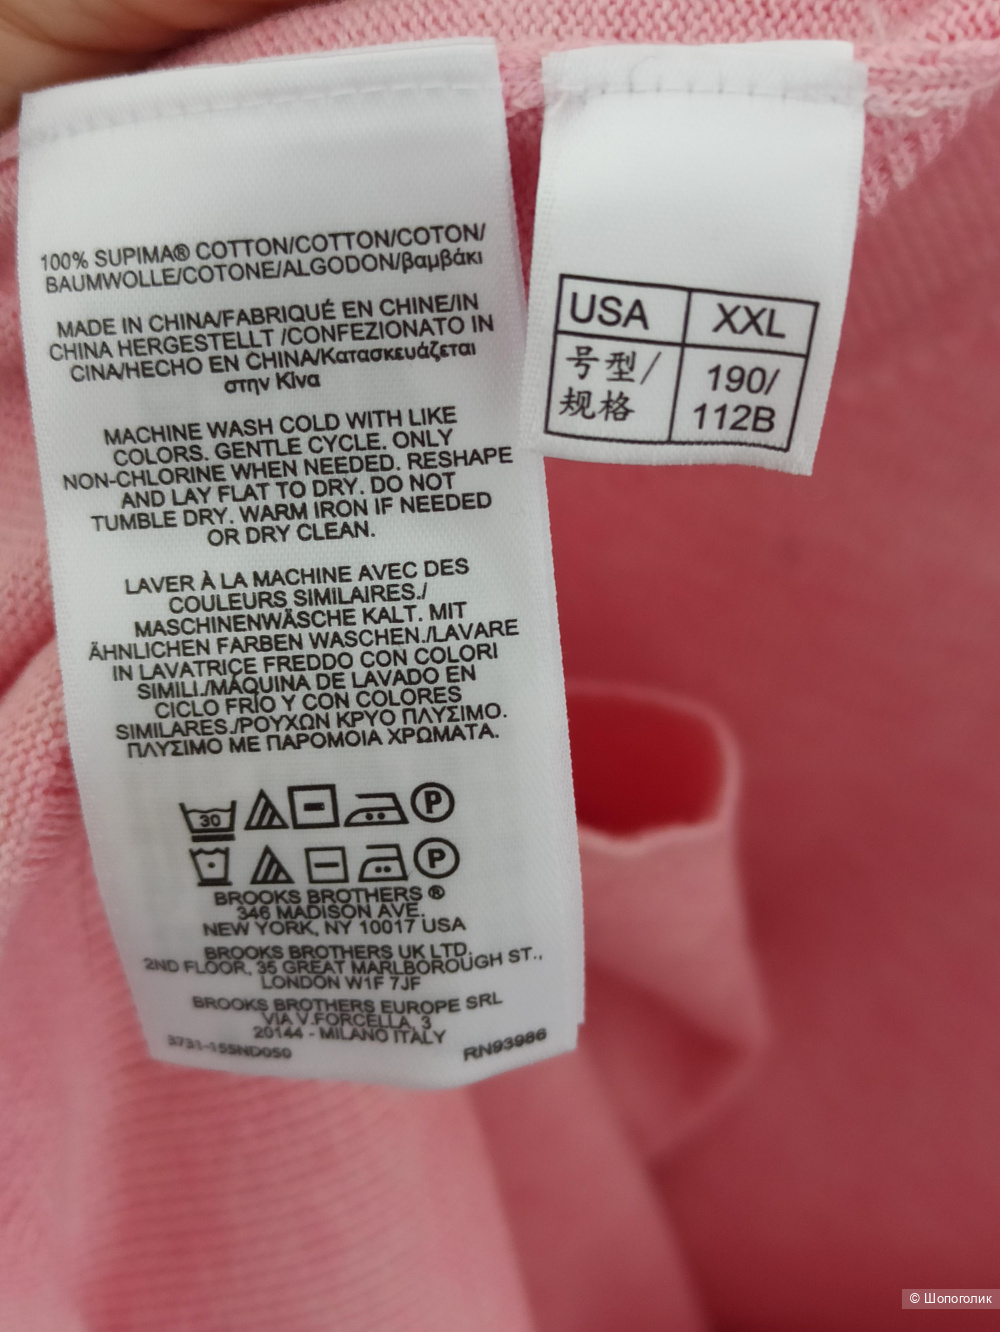 100% SUPIMA® COTTON/COTTON/COTON/
BAUMWOLLE/COTONE/ALGODON/βαμβάκι
MADE IN CHINA/FABRIQUÉ EN CHINE/IN
CHINA HERGESTELLT /CONFEZIONATO IN
CINA/HECHO EN CHINA/Κατασκευάζεται
στην Κίνα
MACHINE WASH COLD WITH LIKE
COLORS. GENTLE CYCLE. ONLY
NON-CHLORINE WHEN NEEDED. RESHAPE
AND LAY FLAT TO DRY. DO NOT
TUMBLE DRY. WARM IRON IF NEEDED
OR DRY CLEAN.
LAVER À LA MACHINE AVEC DES
COULEURS SIMILAIRES./
MASCHINENWÄSCHE KALT. MIT
ÄHNLICHEN FARBEN WASCHEN./LAVARE
IN LAVATRICE FREDDO CON COLORI
SIMILI./MÁQUINA DE LAVADO EN
CICLO FRÍO Y CON COLORES
SIMILARES./ΡΟΥΧΩΝ ΚΡΥΟ ΠΛΥΣΙΜΟ.
ΠΛΥΣΙΜΟ ΜΕ ΠΑΡΟΜΟΙΑ ΧΡΩΜΑΤΑ.
30 P
P
BROOKS BROTHERS ®
346 MADISON AVE.
NEW YORK, NY 10017 USA
BROOKS BROTHERS UK LTD.
2ND FLOOR, 35 GREAT MARLBOROUGH ST.,
LONDON W1F 7JF
BROOKS BROTHERS EUROPE SRL
VIA V.FORCELLA, 3
20144 - MILANO ITALY
3731-155ND050 RN93986
USA XXL
号型/ 190/
规格 112B
© Шопоголик